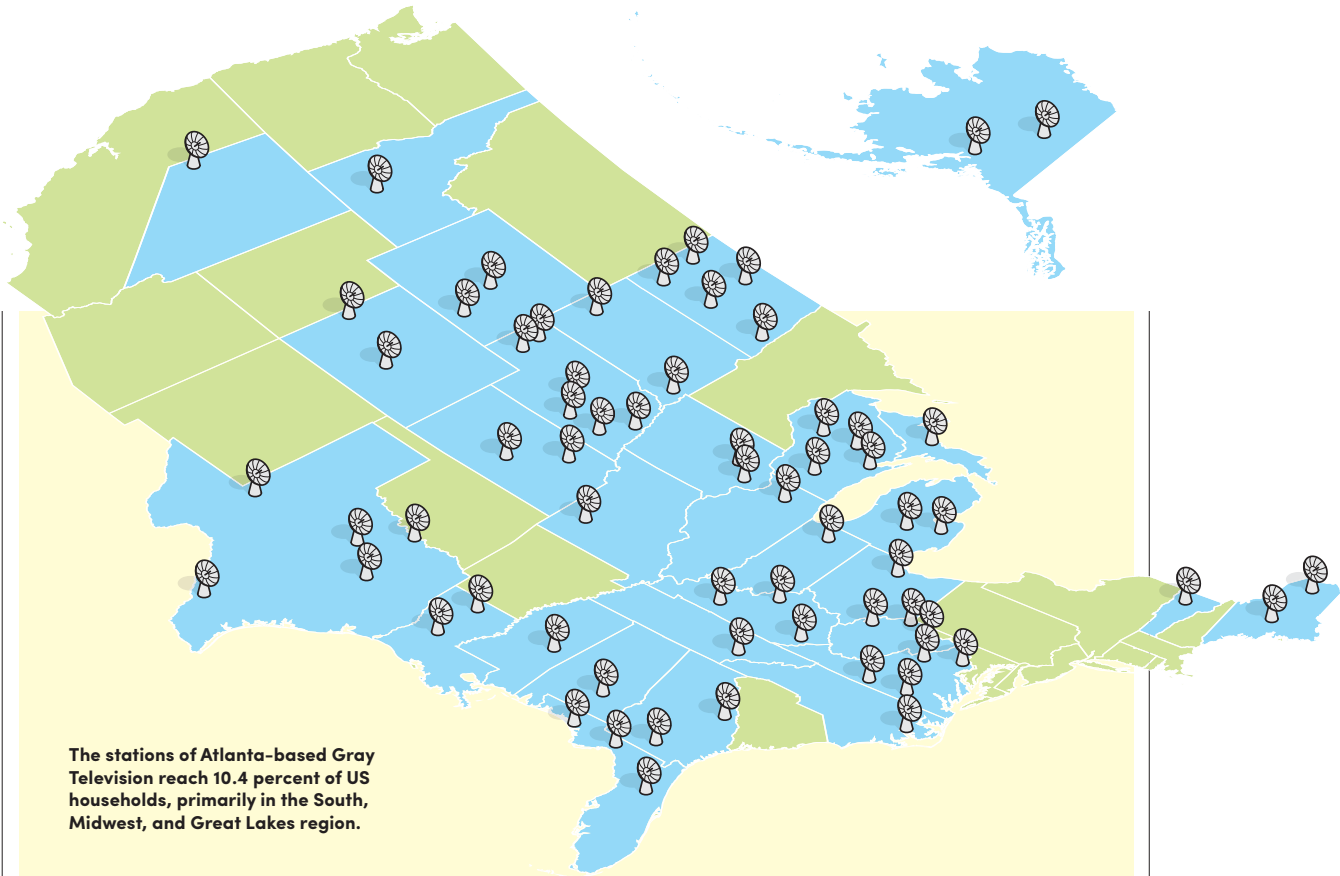 The stations of Atlanta-based Gray
Television reach 10.4 percent of US
households, primarily in the South,
Midwest, and Great Lakes region.